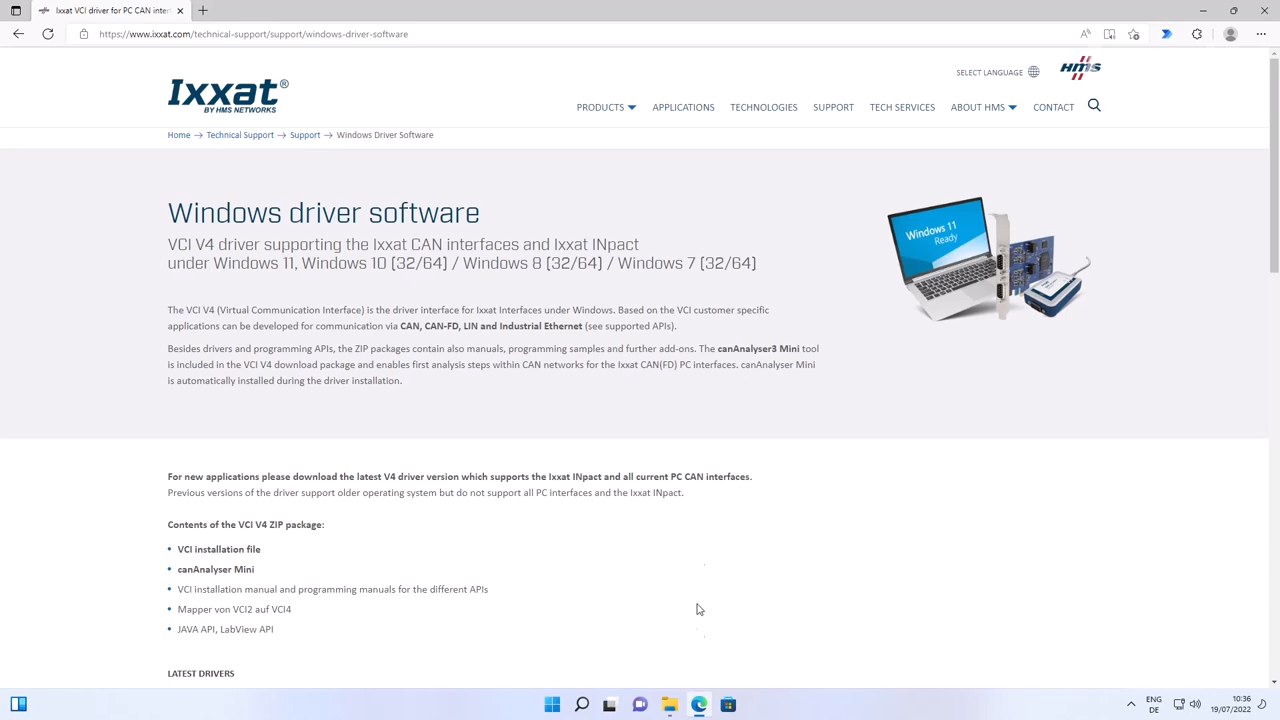 Ixxat VCI driver for PC CAN inter
https://www.ixxat.com/technical-support/support/windows-driver-software
SELECT LANGUAGE
HMS
Ixxat®
BY HMS NETWORKS
PRODUCTS APPLICATIONS TECHNOLOGIES SUPPORT TECH SERVICES ABOUT HMS CONTACT
Home → Technical Support → Support → Windows Driver Software
Windows driver software
VCI V4 driver supporting the Ixxat CAN interfaces and Ixxat INpact
under Windows 11, Windows 10 [32/64] / Windows 8 [32/64] / Windows 7 [32/64]
Windows 11
Ready
The VCI V4 (Virtual Communication Interface) is the driver interface for Ixxat Interfaces under Windows. Based on the VCI customer specific
applications can be developed for communication via CAN, CAN-FD, LIN and Industrial Ethernet (see supported APIs).
Besides drivers and programming APIs, the ZIP packages contain also manuals, programming samples and further add-ons. The canAnalyser3 Mini tool
is included in the VCI V4 download package and enables first analysis steps within CAN networks for the Ixxat CAN(FD) PC interfaces. canAnalyser Mini
is automatically installed during the driver installation.
For new applications please download the latest V4 driver version which supports the Ixxat INpact and all current PC CAN interfaces.
Previous versions of the driver support older operating system but do not support all PC interfaces and the Ixxat INpact.
Contents of the VCI V4 ZIP package:
• VCI installation file
• canAnalyser Mini
• VCI installation manual and programming manuals for the different APIs
• Mapper von VCI2 auf VCI4
• JAVA API, LabView API
LATEST DRIVERS
ENG
DE
10:36
19/07/2022